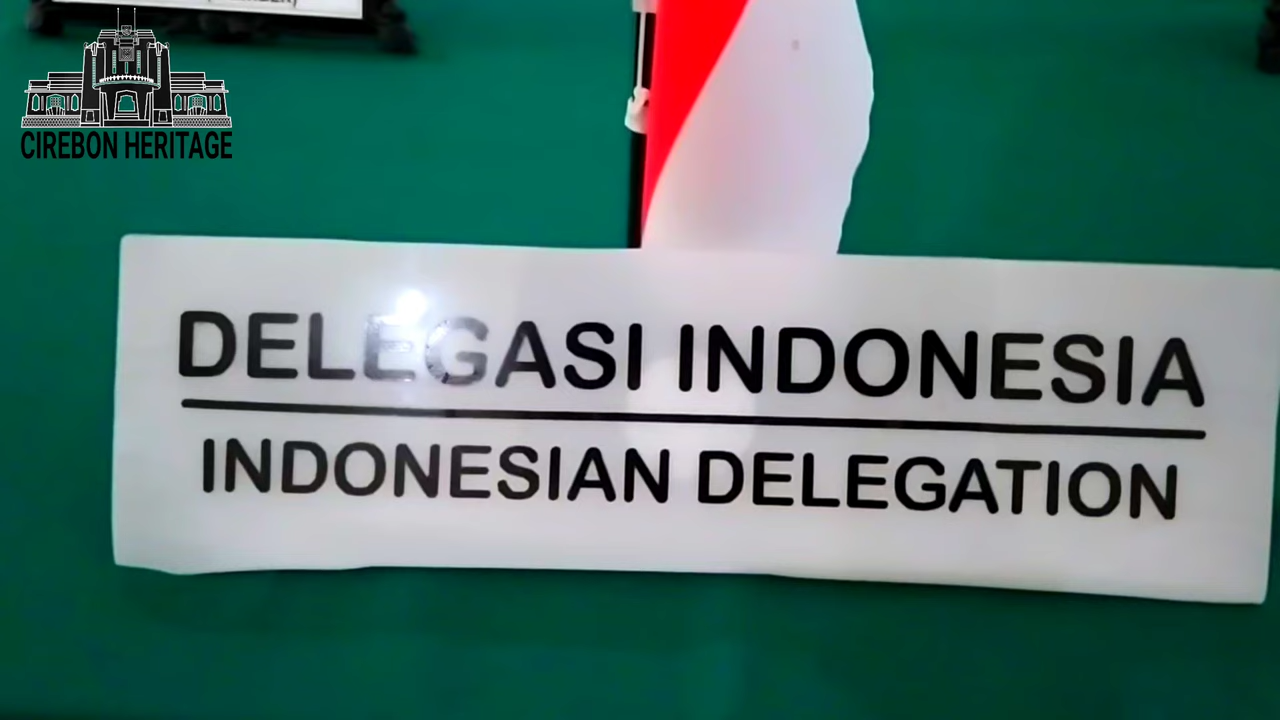 CIREBON HERITAGE
DELEGASI INDONESIA
INDONESIAN DELEGATION